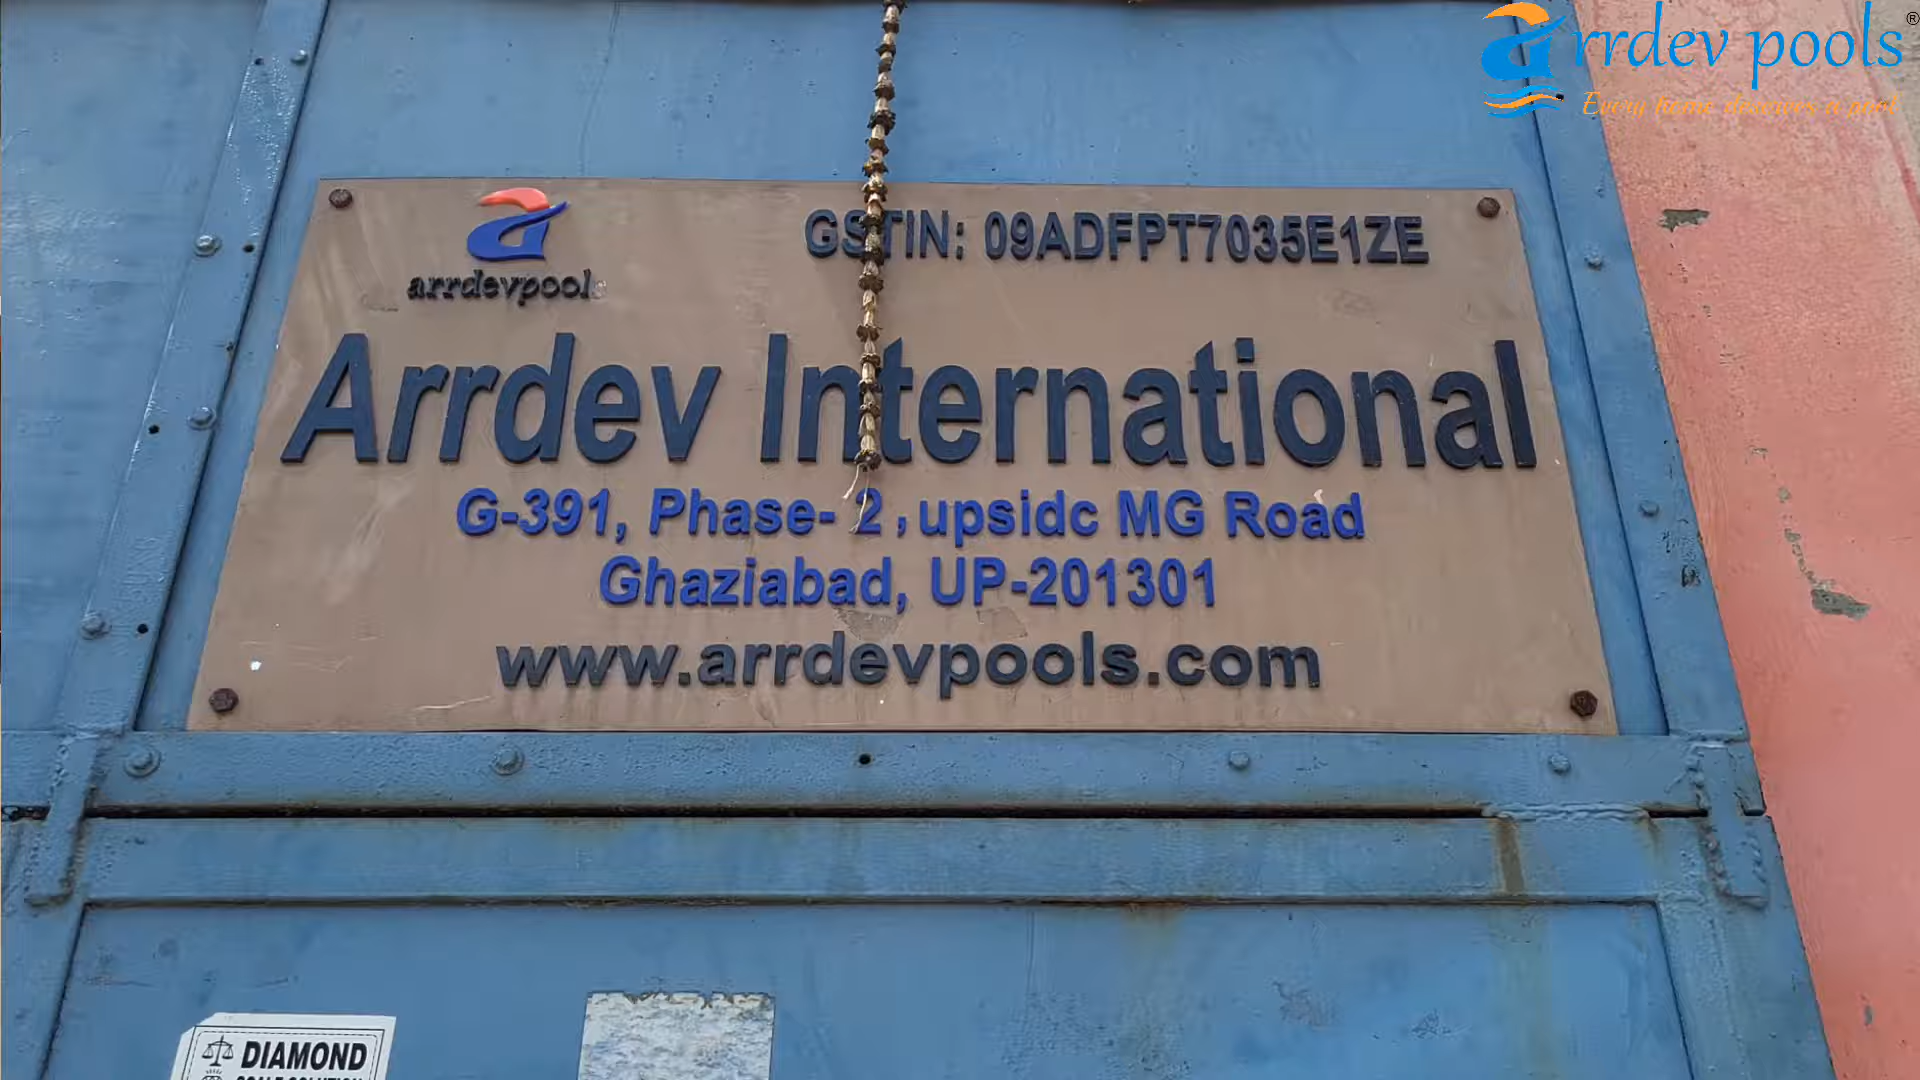 arrdev pools®
Every home deserves a pool
arrdevpools
GSTIN: 09ADFPT7035E1ZE
Arrdev International
G-391, Phase- 2, upsidc MG Road
Ghaziabad, UP-201301
www.arrdevpools.com
DIAMOND